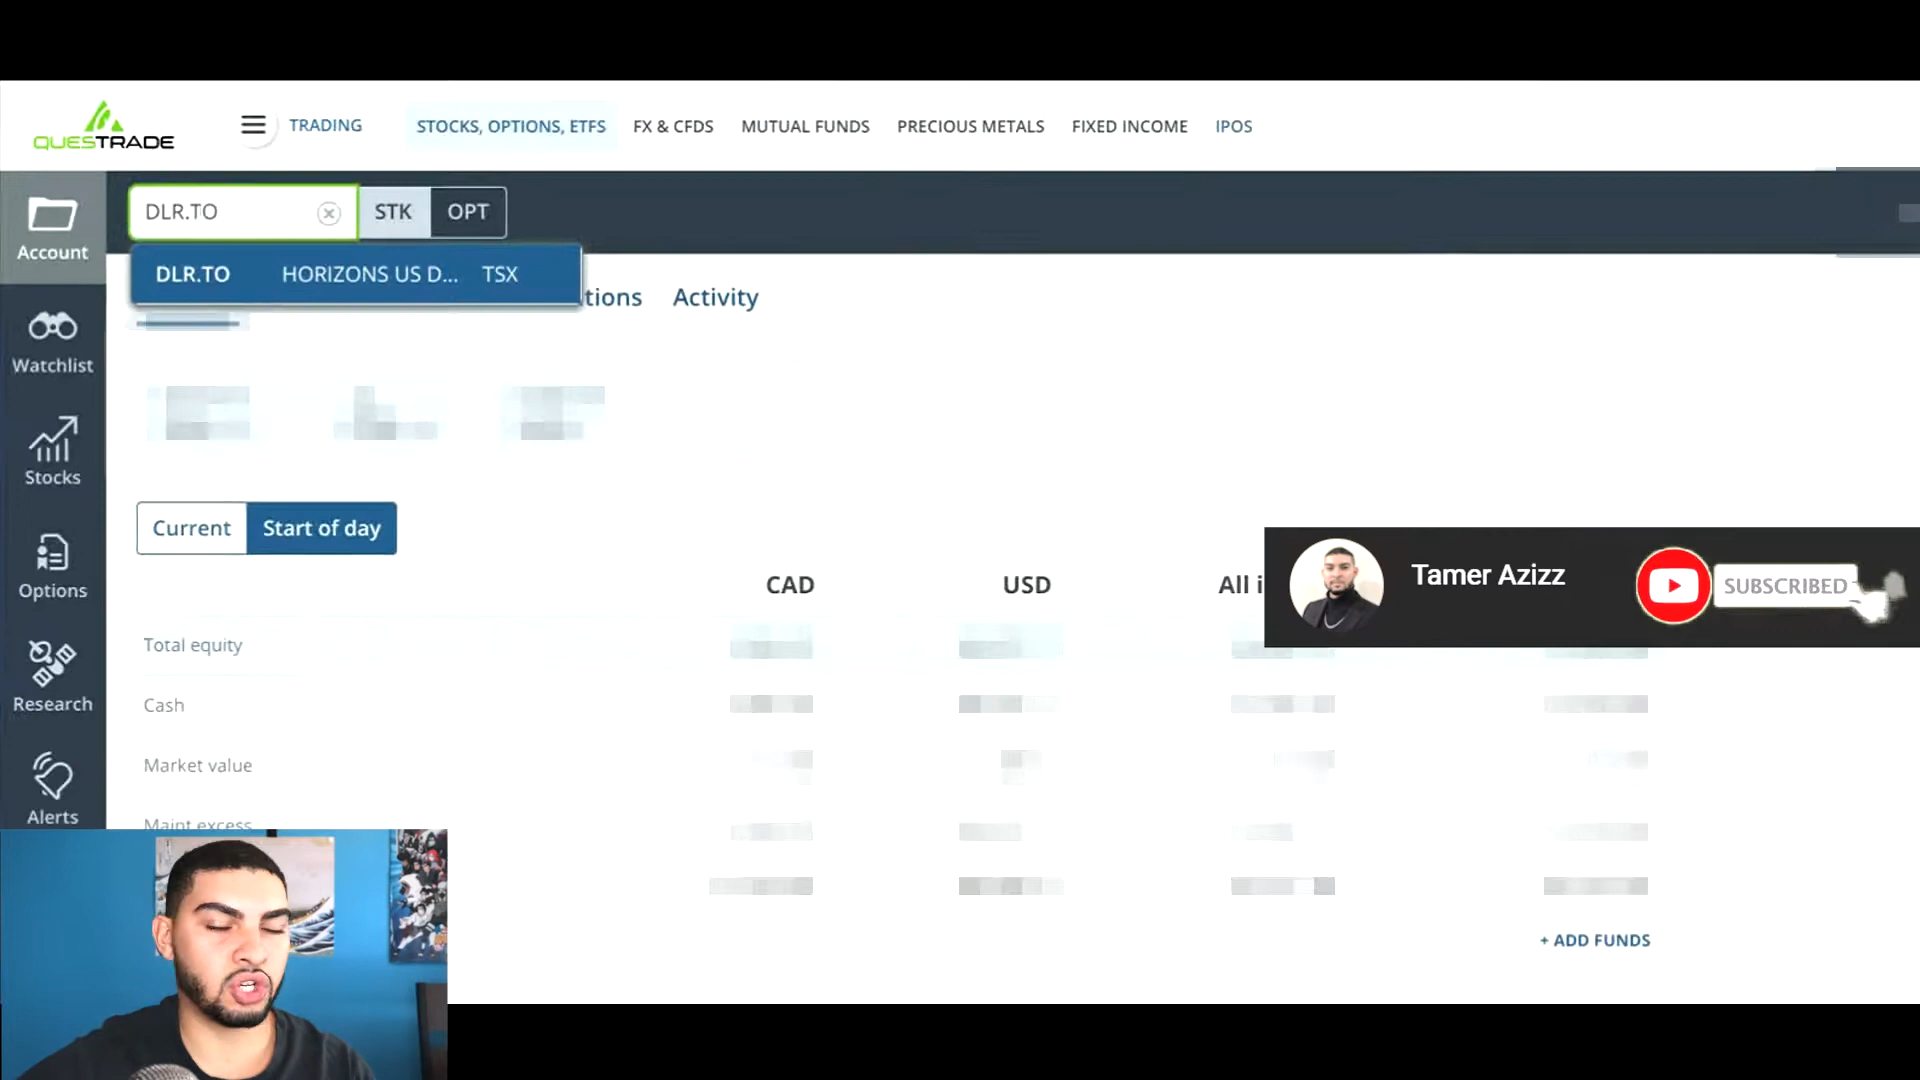 QUESTRADE
TRADING
STOCKS, OPTIONS, ETFS
FX & CFDS
MUTUAL FUNDS
PRECIOUS METALS
FIXED INCOME
IPOS
DLR.TO
STK
OPT
DLR.TO HORIZONS US D... TSX
tions
Activity
Account
Watchlist
Stocks
Options
Research
Alerts
Current
Start of day
CAD
USD
All i
Tamer Azizz
SUBSCRIBED
Total equity
Cash
Market value
Maint excess
+ ADD FUNDS